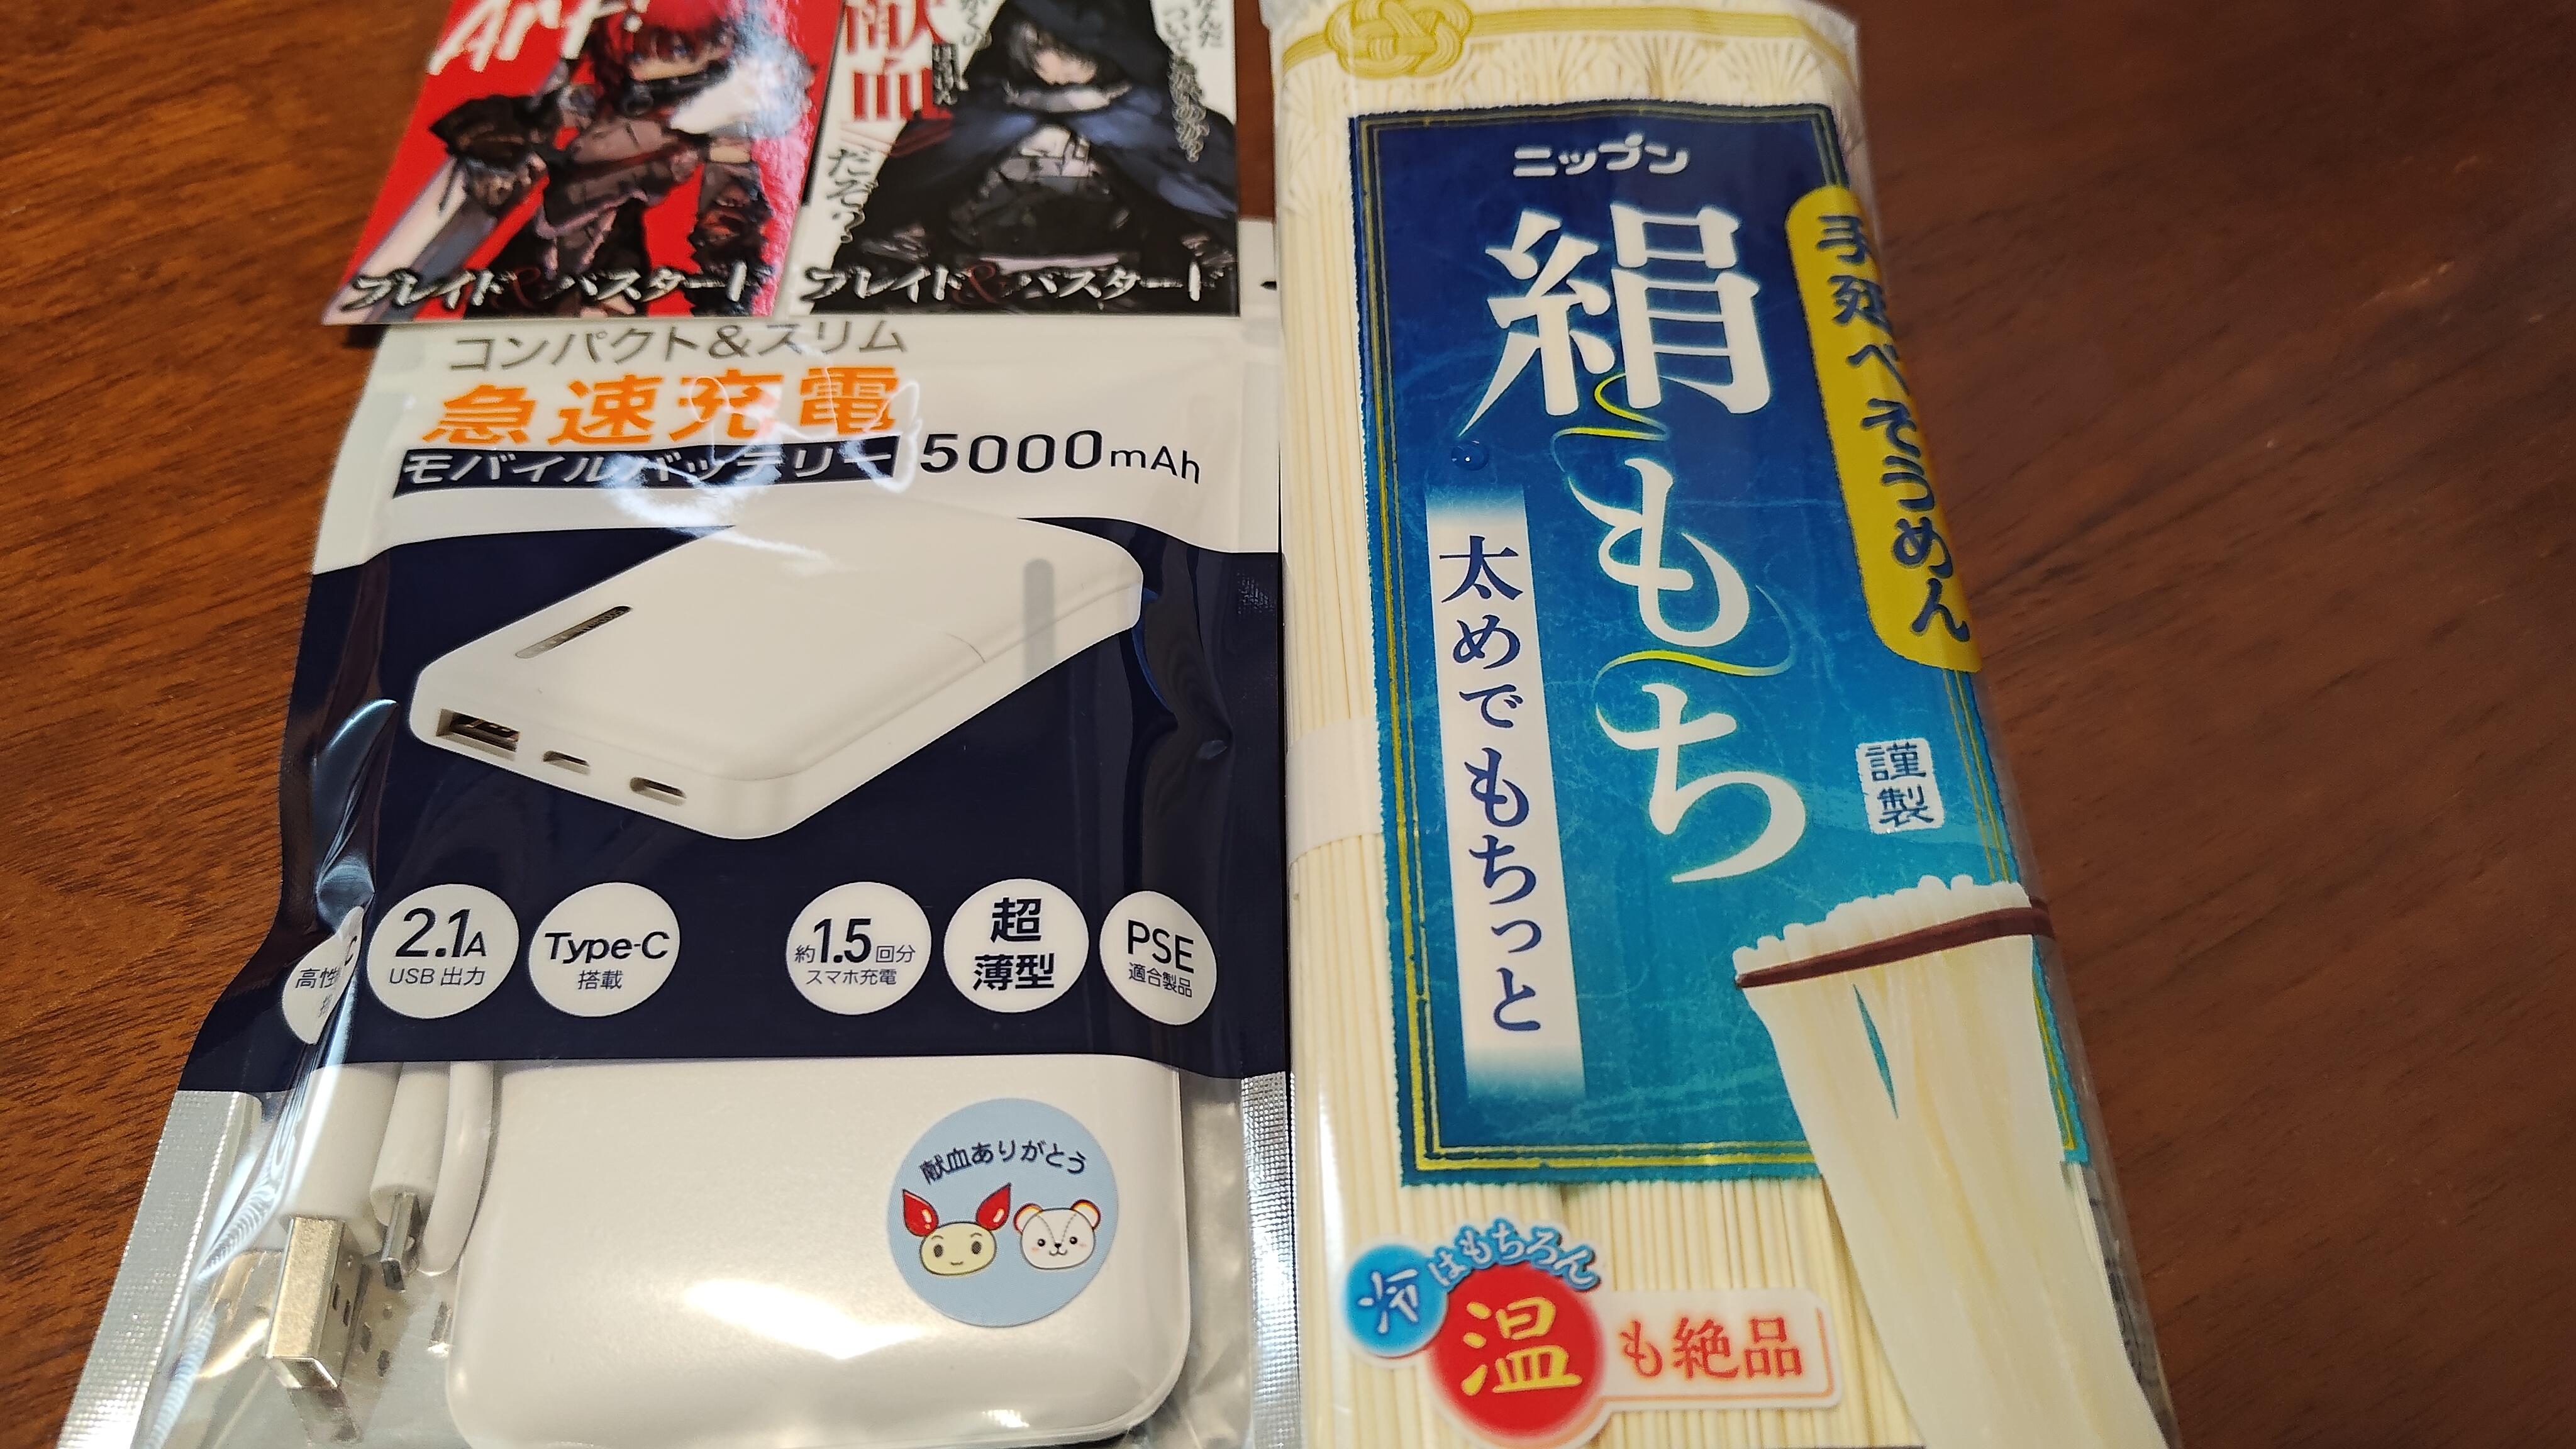 Arf!
献血
だぞ?
ブレイド&バスタード
ブレイド&バスタード
コンパクト&スリム
急速充電
モバイルバッテリー 5000mAh
高性
2.1A
USB出力
Type-C
搭載
約1.5回分
スマホ充電
超
薄型
PSE
適合製品
献血ありがとう
ニップン
手延べそうめん
絹もち
太めでもちっと
謹製
冷はもちろん
温も絶品